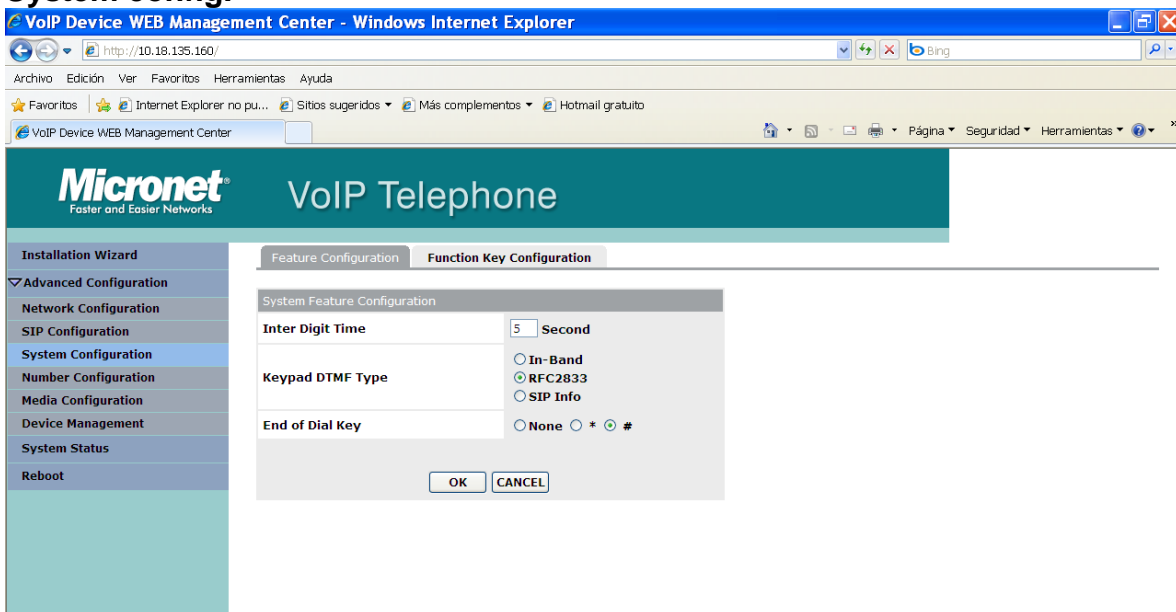 System config:
VoIP Device WEB Management Center - Windows Internet Explorer
http://10.18.135.160/
Bing
Archivo Edición Ver Favoritos Herramientas Ayuda
Favoritos Internet Explorer no pu... Sitios sugeridos Más complementos Hotmail gratuito
VoIP Device WEB Management Center
Página Seguridad Herramientas »
Micronet®
Faster and Easier Networks
VoIP Telephone
Installation Wizard
Advanced Configuration
Network Configuration
SIP Configuration
System Configuration
Number Configuration
Media Configuration
Device Management
System Status
Reboot
Feature Configuration Function Key Configuration
System Feature Configuration
Inter Digit Time 5 Second
Keypad DTMF Type
In-Band
RFC2833
SIP Info
End of Dial Key None * #
OK CANCEL